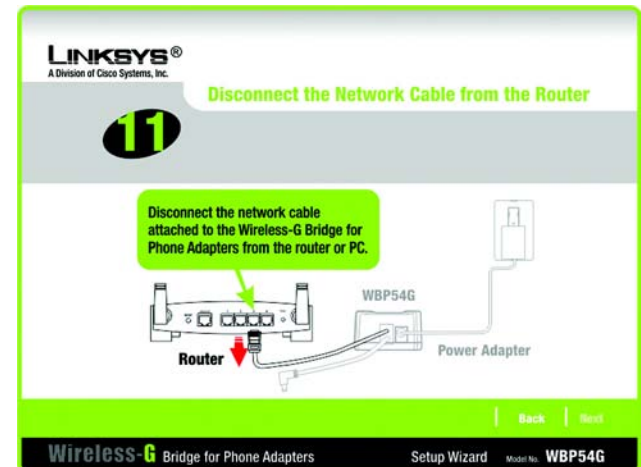 LINKSYS®
A Division of Cisco Systems, Inc.
Disconnect the Network Cable from the Router
11
Disconnect the network cable
attached to the Wireless-G Bridge for
Phone Adapters from the router or PC.
WBP54G
Router
Power Adapter
Back
Next
Wireless-G Bridge for Phone Adapters Setup Wizard Model No. WBP54G